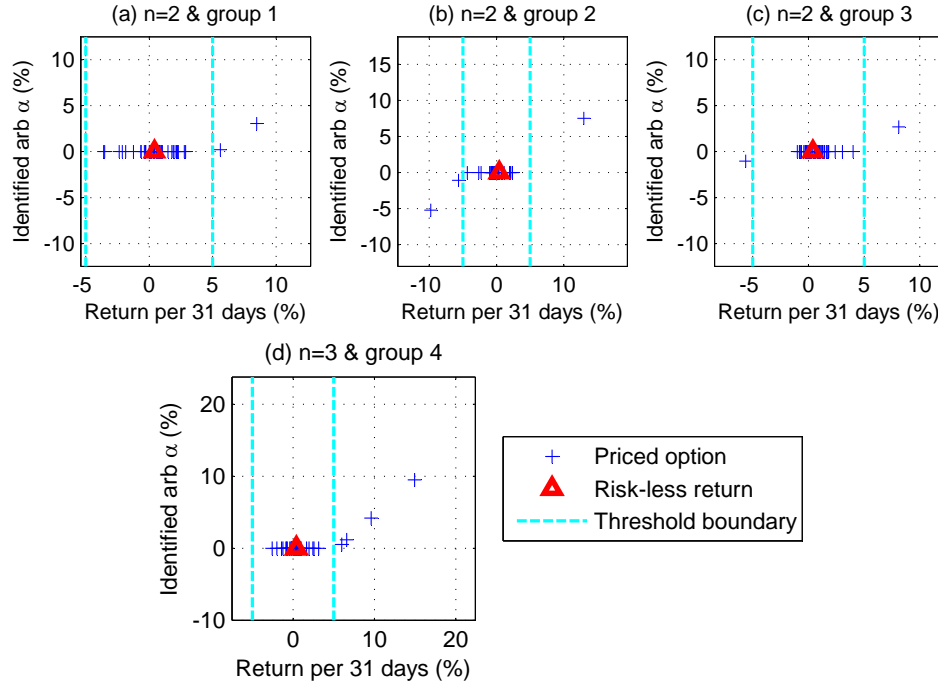 (a) n=2 & group 1
(b) n=2 & group 2
(c) n=2 & group 3
Identified arb α (%)
10
5
0
-5
-10
-5 0 5 10
Return per 31 days (%)
Identified arb α (%)
15
10
5
0
-5
-10
-10 0 10
Return per 31 days (%)
Identified arb α (%)
10
5
0
-5
-10
-5 0 5 10
Return per 31 days (%)
(d) n=3 & group 4
Identified arb α (%)
20
10
0
-10
0 10 20
Return per 31 days (%)
Priced option
Risk-less return
Threshold boundary